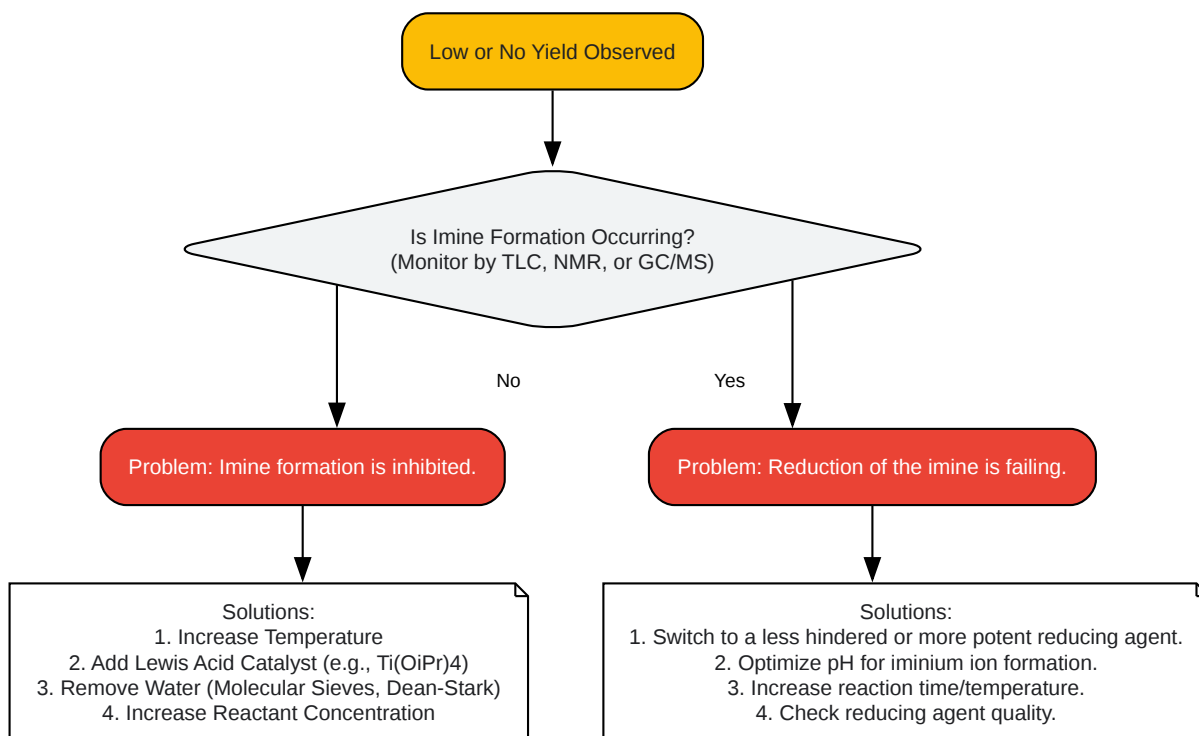 Low or No Yield Observed
Is Imine Formation Occurring?
(Monitor by TLC, NMR, or GC/MS)
No
Yes
Problem: Imine formation is inhibited.
Problem: Reduction of the imine is failing.
Solutions:
1. Increase Temperature
2. Add Lewis Acid Catalyst (e.g., Ti(OiPr)4)
3. Remove Water (Molecular Sieves, Dean-Stark)
4. Increase Reactant Concentration
Solutions:
1. Switch to a less hindered or more potent reducing agent.
2. Optimize pH for iminium ion formation.
3. Increase reaction time/temperature.
4. Check reducing agent quality.